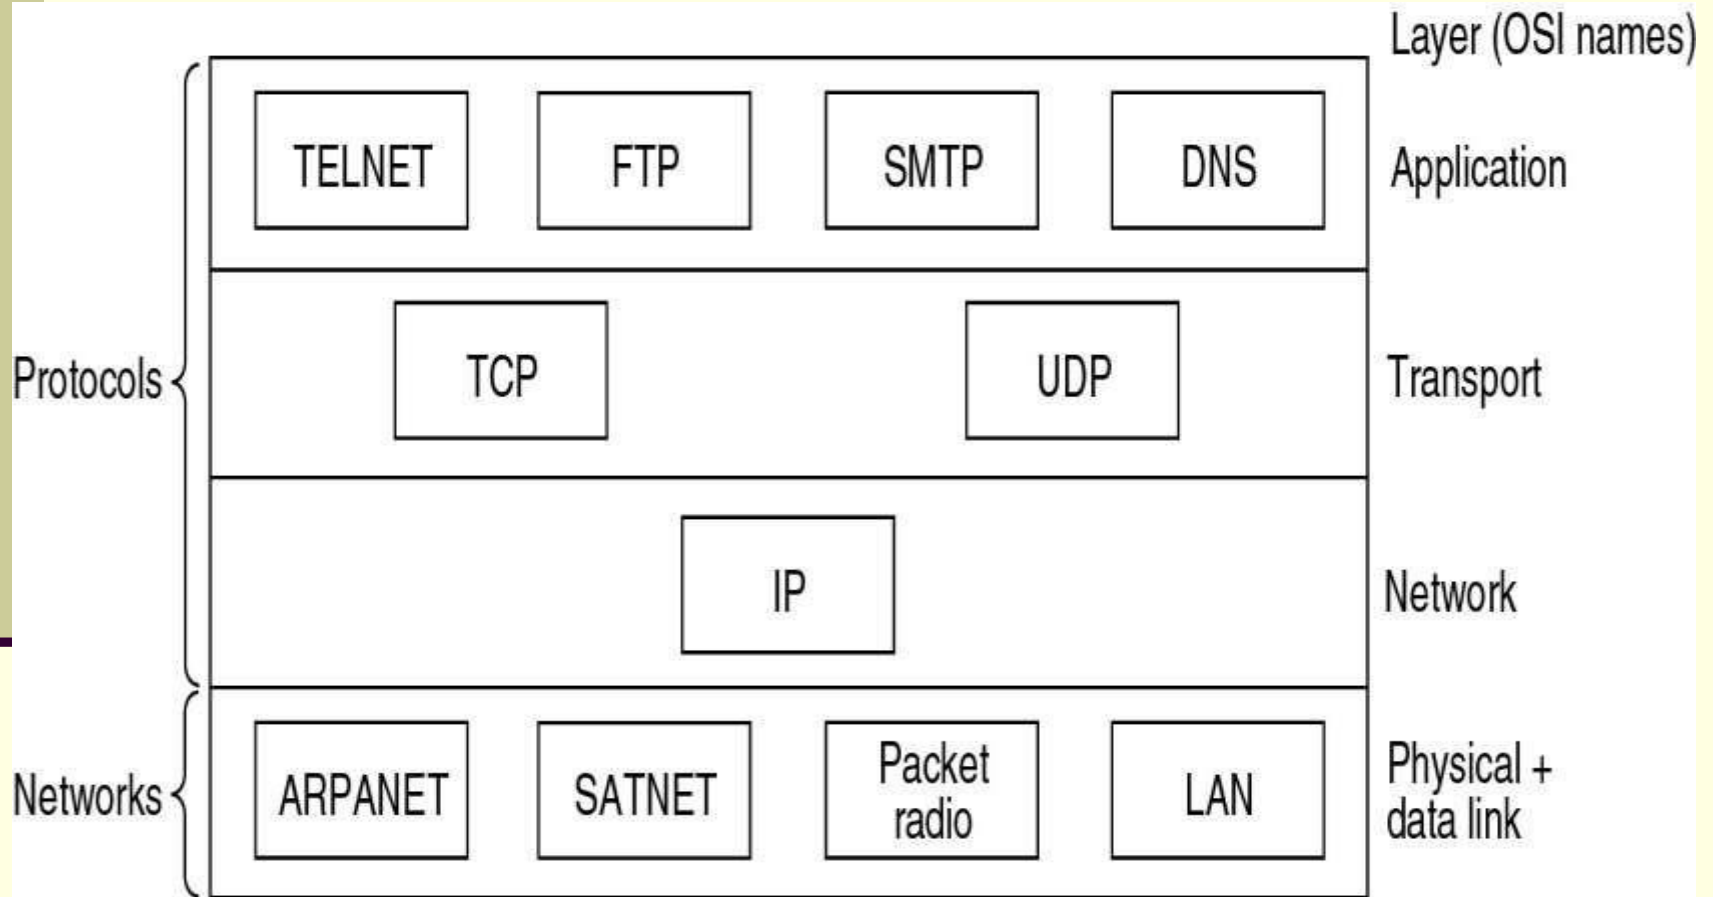 Layer (OSI names)
TELNET FTP SMTP DNS Application
Protocols TCP UDP Transport
IP Network
Networks ARPANET SATNET Packet radio LAN Physical + data link